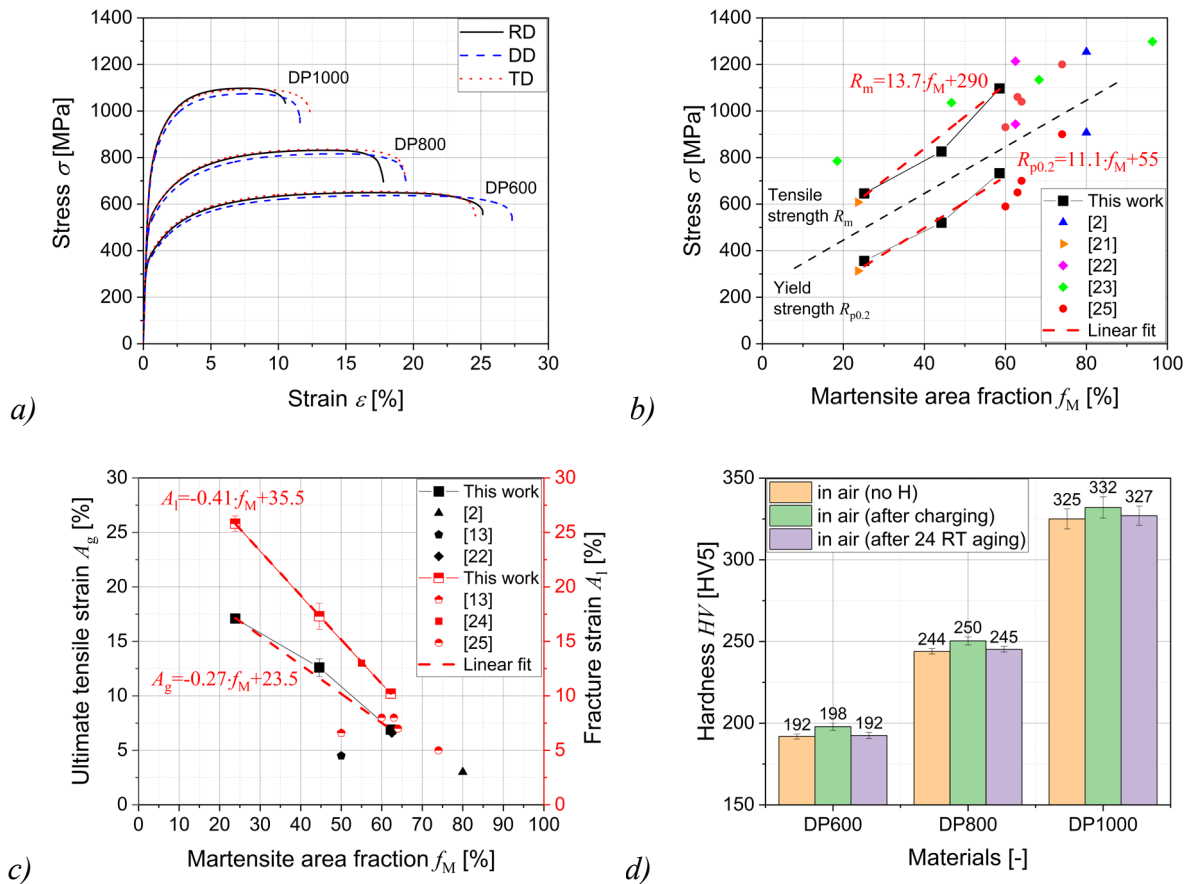 1400
1200
1000
800
600
400
200
0
Stress σ [MPa]
RD
DD
TD
DP1000
DP800
DP600
0 5 10 15 20 25 30
Strain ε [%]
a)
1400
1200
1000
800
600
400
200
0
Stress σ [MPa]
Rm=13.7·fM+290
Rp0.2=11.1·fM+55
Tensile
strength Rm
Yield
strength Rp0.2
This work
[2]
[21]
[22]
[23]
[25]
Linear fit
0 20 40 60 80 100
Martensite area fraction fM [%]
b)
30
25
20
15
10
5
0
Ultimate tensile strain Ag [%]
Al=-0.41·fM+35.5
Ag=-0.27·fM+23.5
This work
[2]
[13]
[22]
This work
[13]
[24]
[25]
Linear fit
30
25
20
15
10
5
0
Fracture strain Al [%]
0 10 20 30 40 50 60 70 80 90 100
Martensite area fraction fM [%]
c)
350
300
250
200
150
Hardness HV [HV5]
in air (no H)
in air (after charging)
in air (after 24 RT aging)
192 198 192
244 250 245
325 332 327
DP600 DP800 DP1000
Materials [-]
d)